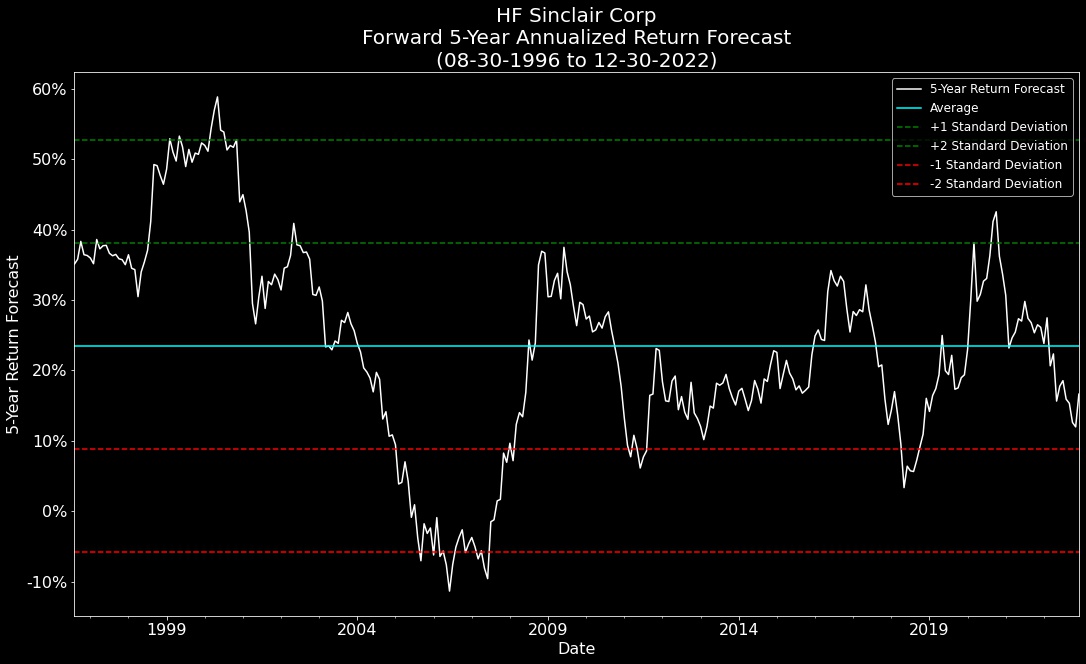 HF Sinclair Corp
Forward 5-Year Annualized Return Forecast
(08-30-1996 to 12-30-2022)
5-Year Return Forecast
60%
50%
40%
30%
20%
10%
0%
-10%
5-Year Return Forecast
Average
+1 Standard Deviation
+2 Standard Deviation
-1 Standard Deviation
-2 Standard Deviation
1999 2004 2009 2014 2019
Date